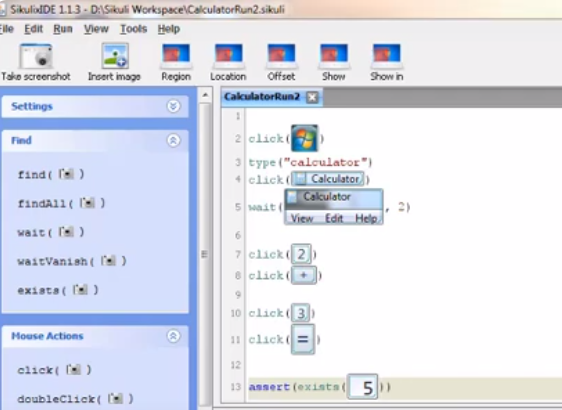 SikulixIDE 1.1.3 - D:\Sikuli Workspace\CalculatorRun2.sikuli
File Edit Run View Tools Help
Take screenshot Insert image Region Location Offset Show Show in
Settings
Find
find( )
findAll( )
wait( )
waitVanish( )
exists( )
Mouse Actions
click( )
doubleClick( )
CalculatorRun2
1
2 click( )
3 type("calculator")
4 click( Calculator )
Calculator
5 wait( , 2)
View Edit Help
6
7 click( 2 )
8 click( + )
9
10 click( 3 )
11 click( = )
12
13 assert(exists( 5 ))